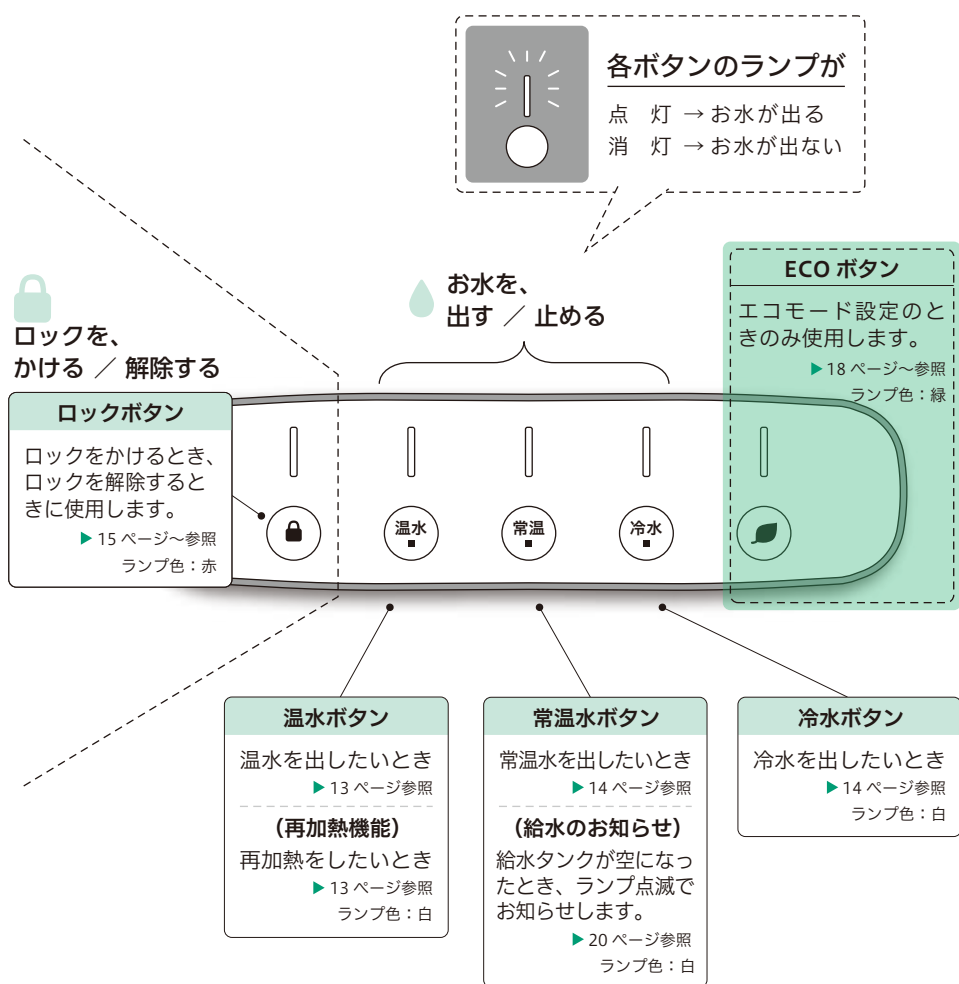 各ボタンのランプが
点 灯 → お水が出る
消 灯 → お水が出ない
お水を、
出す ／ 止める
ECO ボタン
エコモード設定のと
きのみ使用します。
▶ 18 ページ～参照
ランプ色：緑
ロックを、
かける ／ 解除する
ロックボタン
ロックをかけるとき、
ロックを解除すると
きに使用します。
▶ 15 ページ～参照
ランプ色：赤
温水
常温
冷水
温水ボタン
温水を出したいとき
▶ 13 ページ参照
（再加熱機能）
再加熱をしたいとき
▶ 13 ページ参照
ランプ色：白
常温水ボタン
常温水を出したいとき
▶ 14 ページ参照
（給水のお知らせ）
給水タンクが空になっ
たとき、ランプ点滅で
お知らせします。
▶ 20 ページ参照
ランプ色：白
冷水ボタン
冷水を出したいとき
▶ 14 ページ参照
ランプ色：白